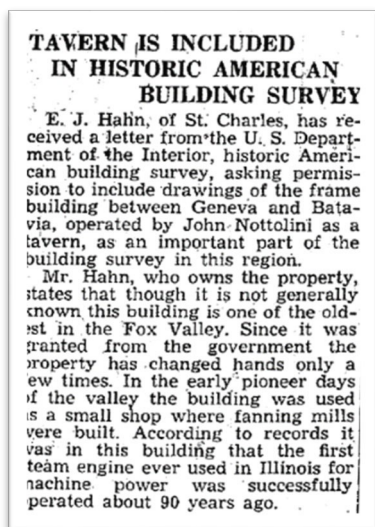 TAVERN IS INCLUDED
IN HISTORIC AMERICAN
BUILDING SURVEY
E. J. Hahn, of St. Charles, has re-
ceived a letter from the U. S. Depart-
ment of the Interior, historic Ameri-
can building survey, asking permis-
sion to include drawings of the frame
building between Geneva and Bata-
via, operated by John Nottolini as a
tavern, as an important part of the
building survey in this region.
Mr. Hahn, who owns the property,
states that though it is not generally
known this building is one of the old-
est in the Fox Valley. Since it was
granted from the government the
property has changed hands only a
ew times. In the early pioneer days
of the valley the building was used
as a small shop where fanning mills
were built. According to records it
was in this building that the first
team engine ever used in Illinois for
machine power was successfully
perated about 90 years ago.